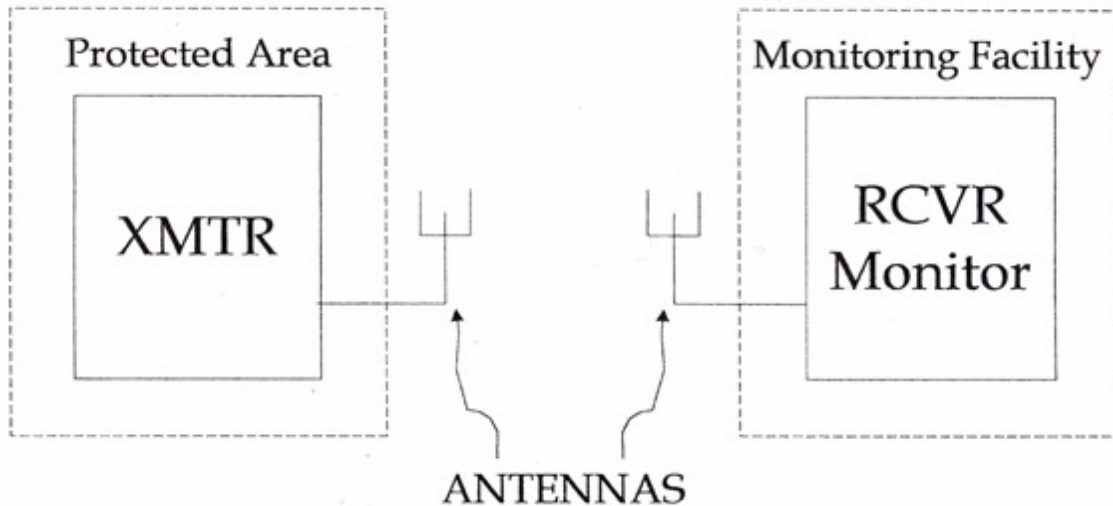 Protected Area
XMTR
Monitoring Facility
RCVR
Monitor
ANTENNAS